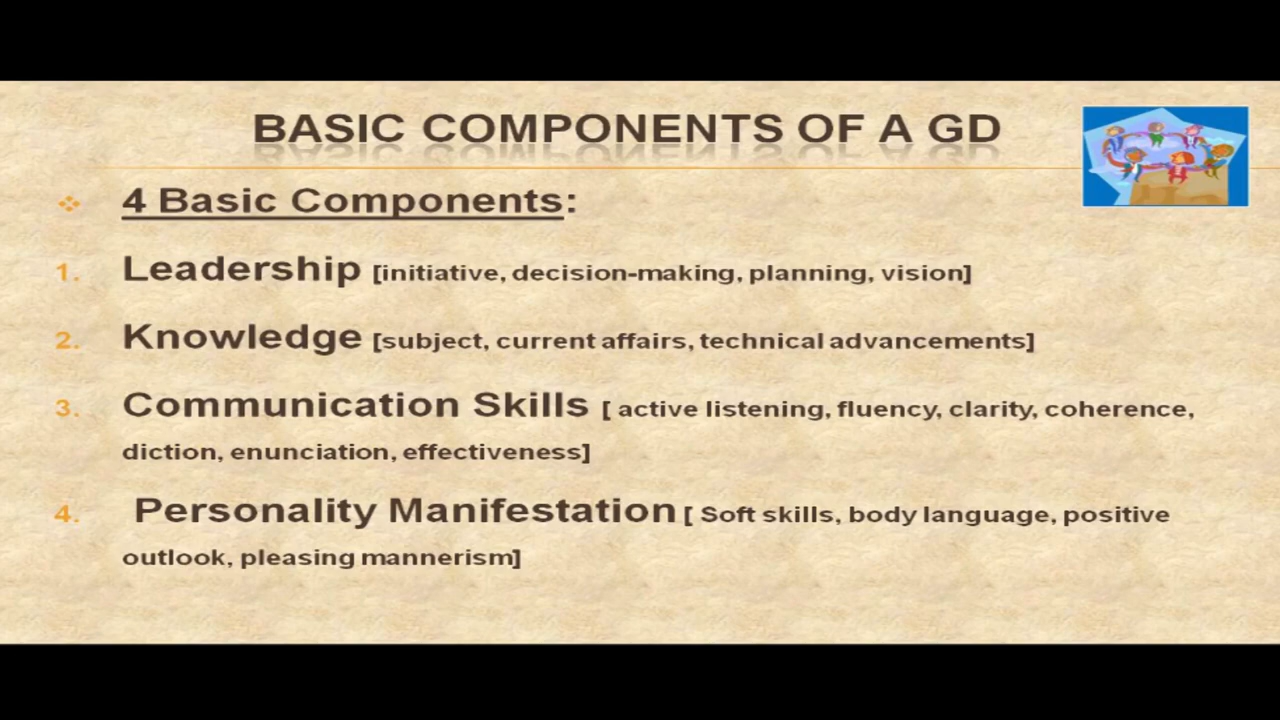 BASIC COMPONENTS OF A GD
❖ 4 Basic Components:
1. Leadership [initiative, decision-making, planning, vision]
2. Knowledge [subject, current affairs, technical advancements]
3. Communication Skills [ active listening, fluency, clarity, coherence,
diction, enunciation, effectiveness]
4. Personality Manifestation [ Soft skills, body language, positive
outlook, pleasing mannerism]